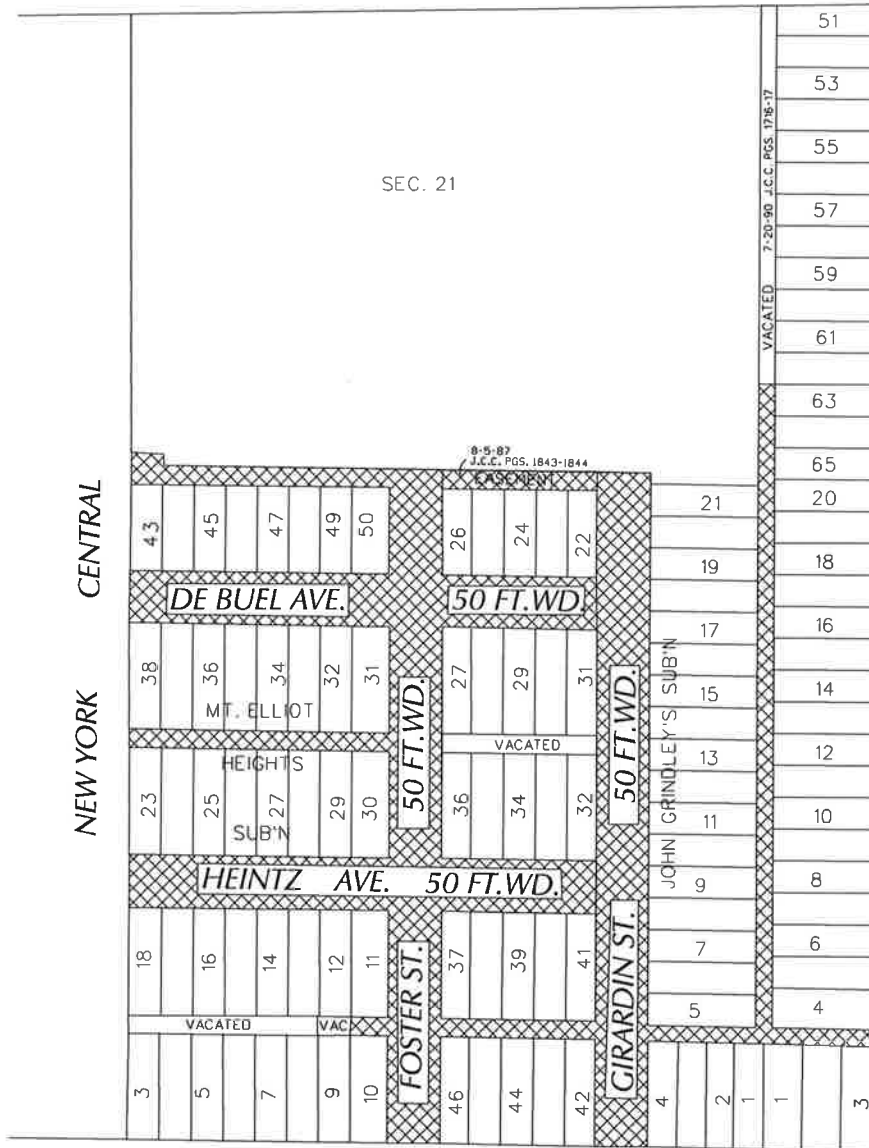 51
53
55
57
59
61
63
65
VACATED 7-20-90 J.C.C. PGS. 1716-17
SEC. 21
8-5-87
J.C.C. PGS. 1843-1844
EASEMENT
NEW YORK CENTRAL
43 45 47 49 50
26 24 22
21 20
19 18
DE BUEL AVE. 50 FT.WD.
17 16
38 36 34 32 31
27 29 31
15 14
MT. ELLIOT
HEIGHTS
SUB'N
50 FT.WD.
VACATED
50 FT.WD.
JOHN GRINDLEY'S SUB'N
13 12
23 25 27 29 30
36 34 32
11 10
HEINTZ AVE. 50 FT.WD.
9 8
18 16 14 12 11
37 39 41
7 6
FOSTER ST.
GIRARDIN ST.
5 4
VACATED VAC
3 5 7 9 10
46 44 42
4 2 1 1 3